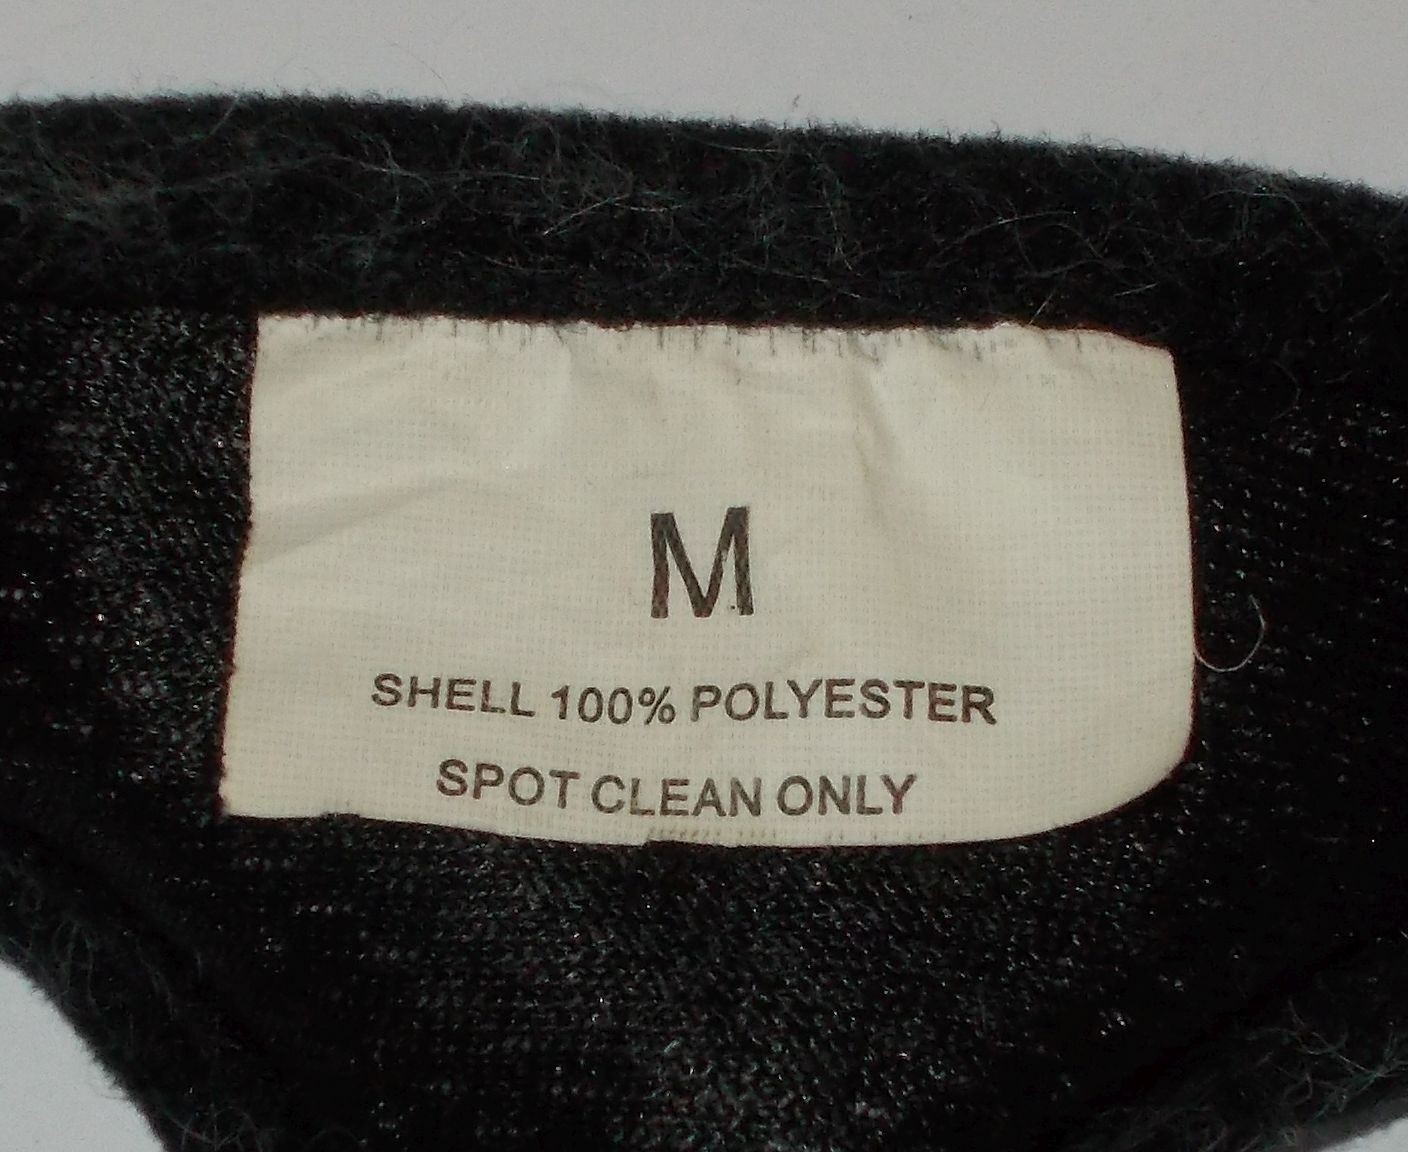 M
SHELL 100% POLYESTER
SPOT CLEAN ONLY